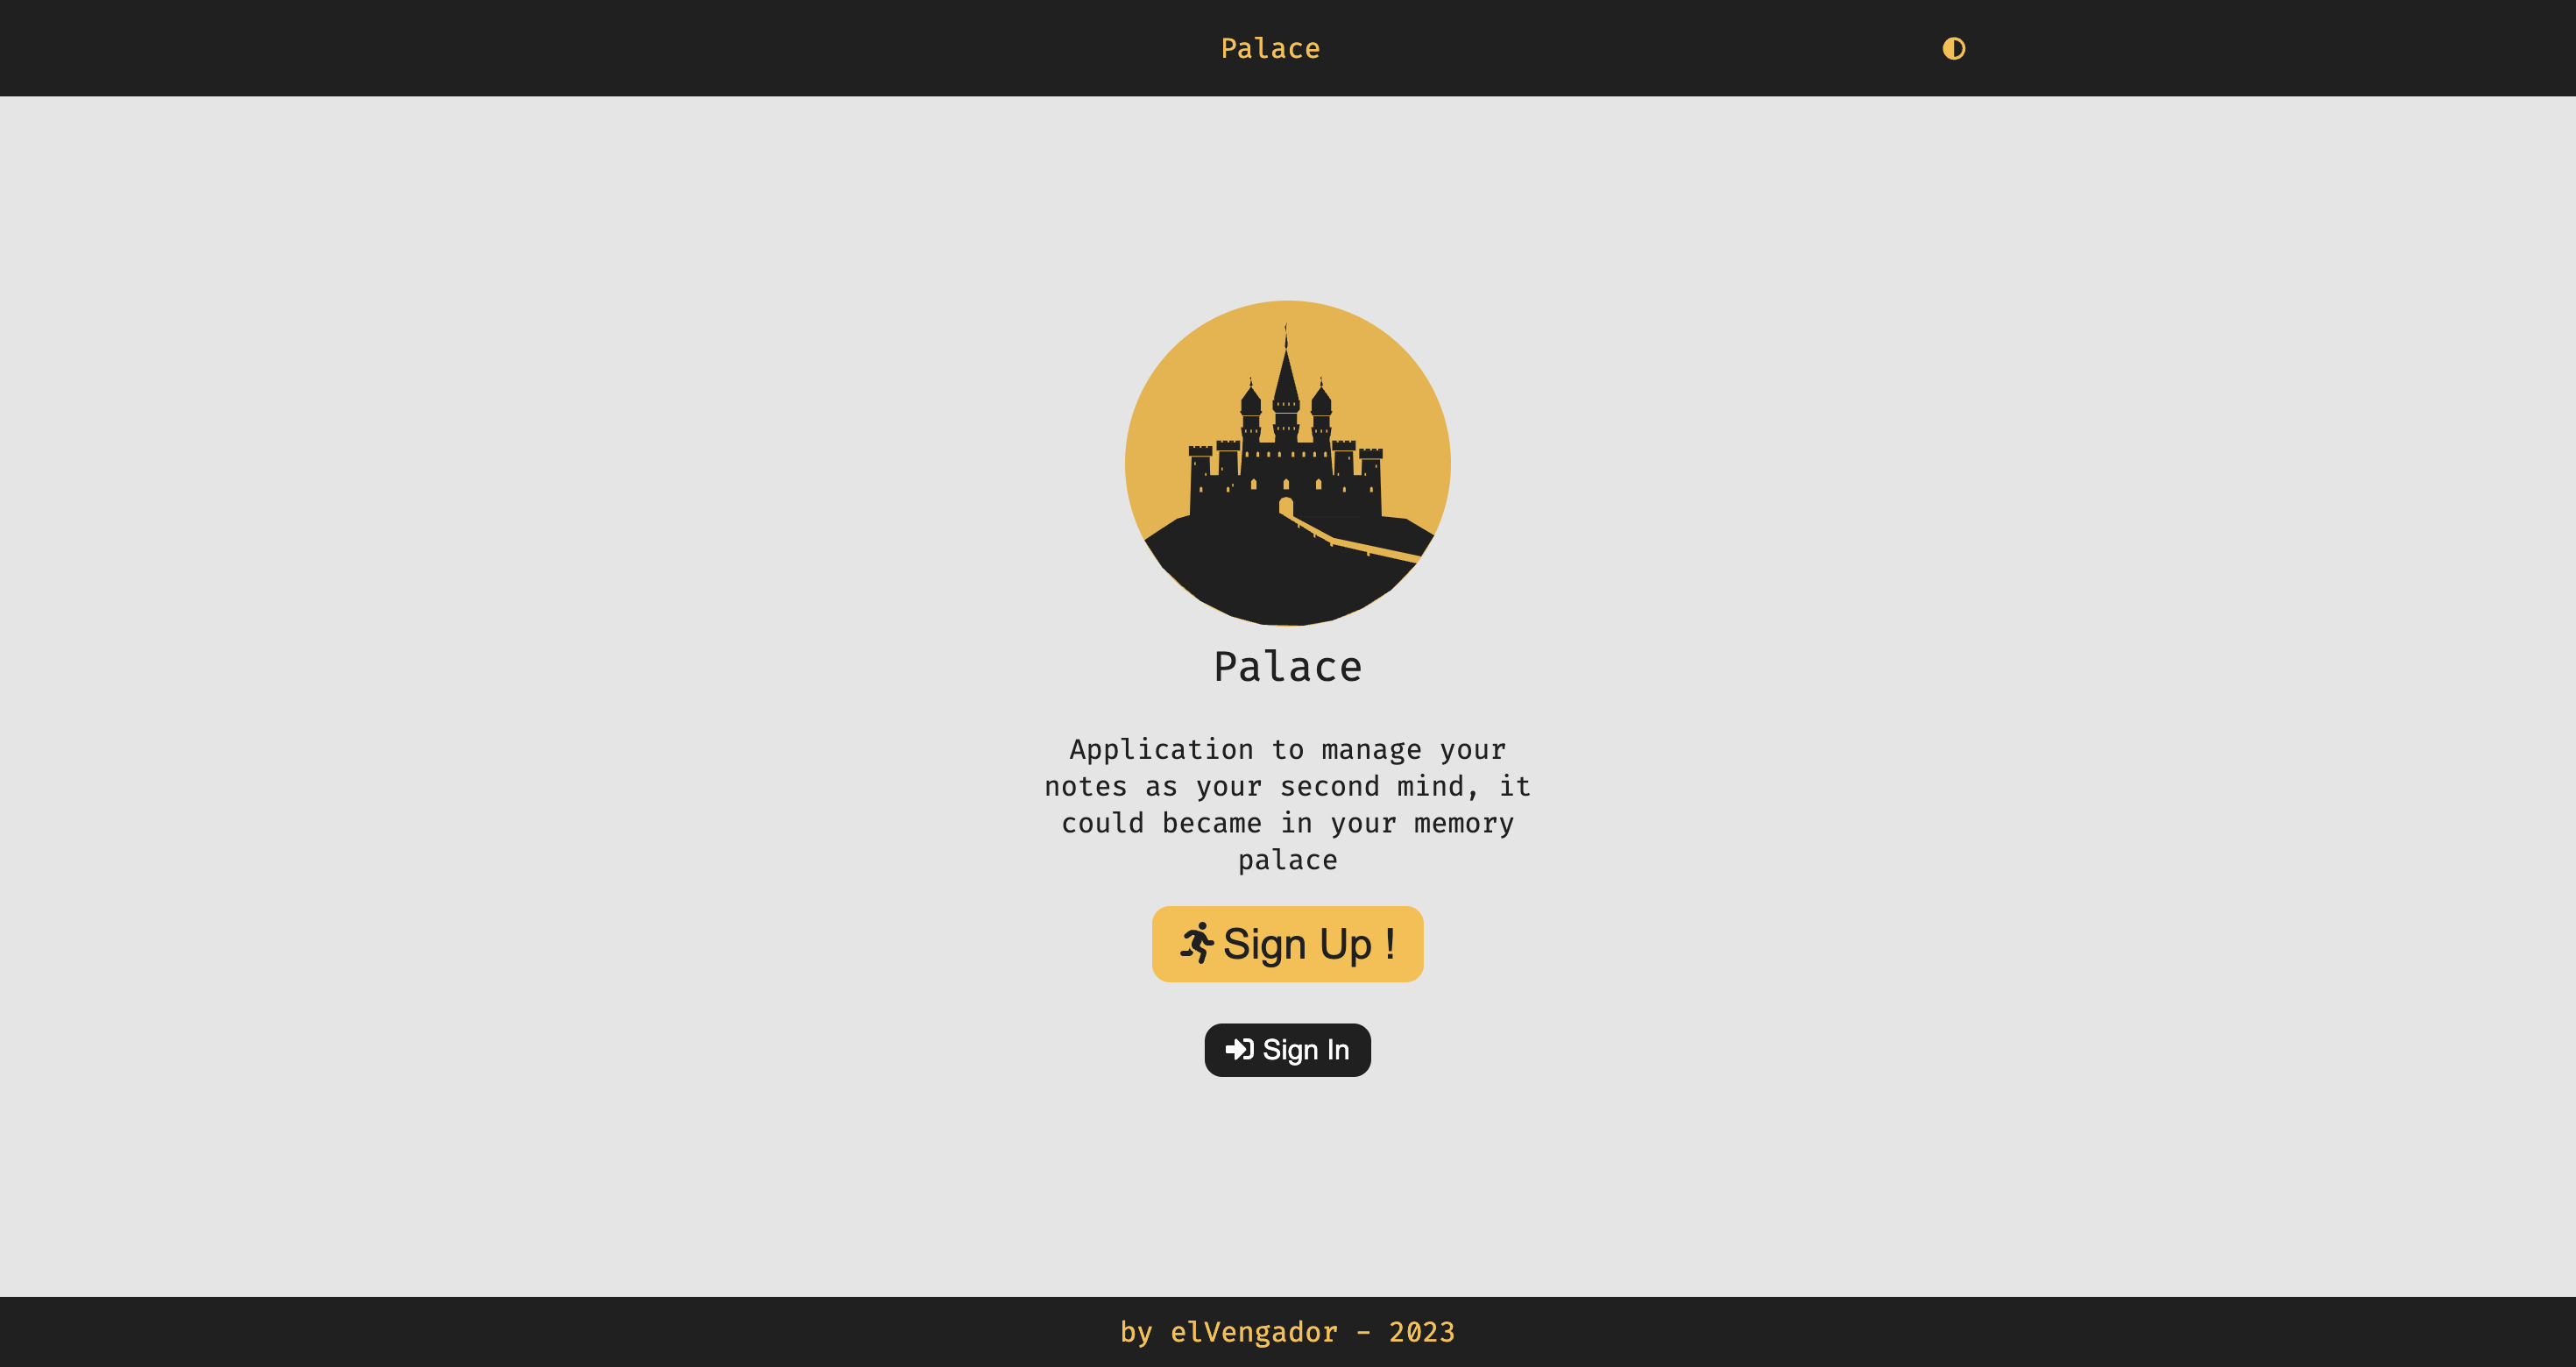 Palace
Palace
Application to manage your
notes as your second mind, it
could became in your memory
palace
Sign Up !
Sign In
by elVengador - 2023